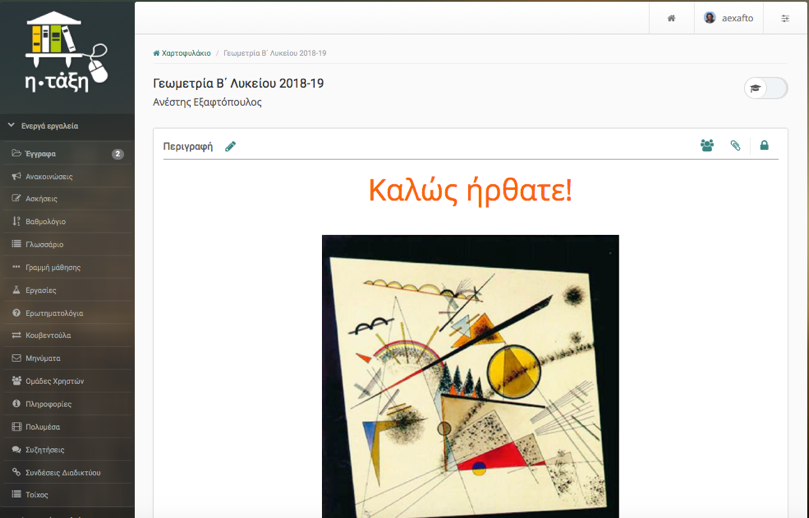 η•τάξη
aexafto
Χαρτοφυλάκιο / Γεωμετρία Β΄ Λυκείου 2018-19
Γεωμετρία Β΄ Λυκείου 2018-19
Ανέστης Εξαφτόπουλος
Ενεργά εργαλεία
Έγγραφα 2
Ανακοινώσεις
Ασκήσεις
Βαθμολόγιο
Γλωσσάριο
Γραμμή μάθησης
Εργασίες
Ερωτηματολόγια
Κουβεντούλα
Μηνύματα
Ομάδες Χρηστών
Πληροφορίες
Πολυμέσα
Συζητήσεις
Συνδέσεις Διαδικτύου
Τοίχος
Περιγραφή
Καλώς ήρθατε!